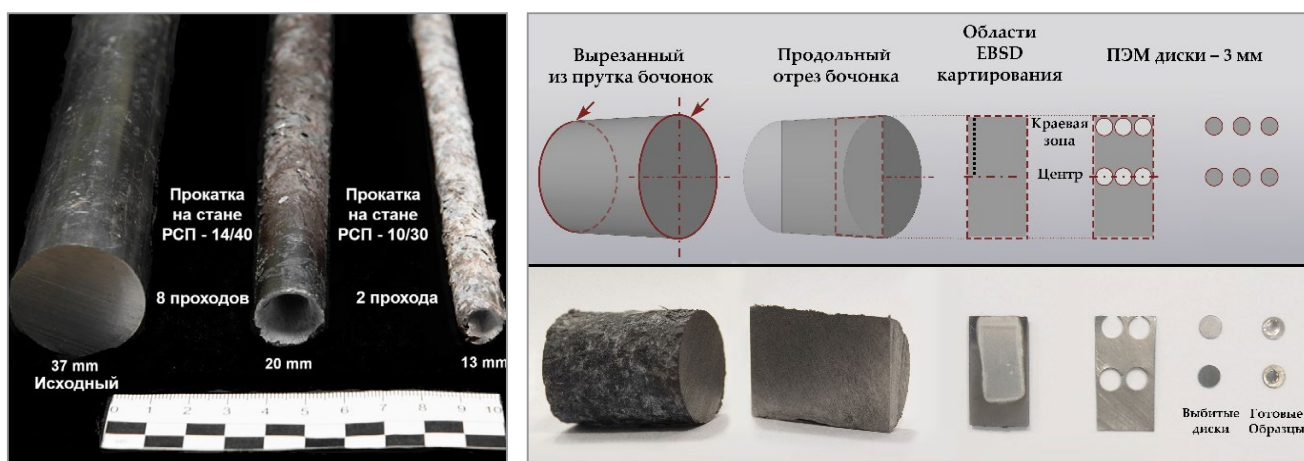 Прокатка
на стане
РСП - 14/40
8 проходов
Прокатка
на стане
РСП - 10/30
2 прохода
37 mm
Исходный
20 mm
13 mm
0 1 2 3 4 5 6 7 8 9 10
Вырезанный
из прутка бочонок
Продольный
отрез бочонка
Области
EBSD
картирования
ПЭМ диски – 3 мм
Краевая
зона
Центр
Выбитые
диски
Готовые
Образцы